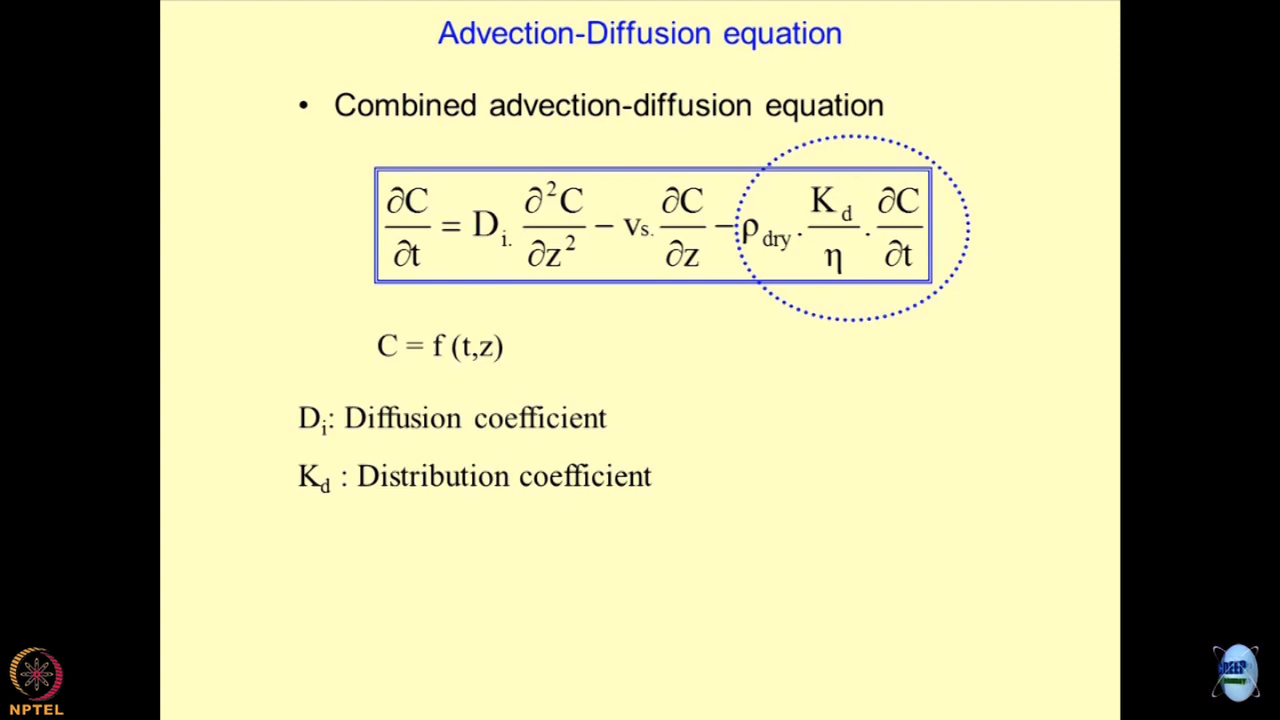 Advection-Diffusion equation
• Combined advection-diffusion equation
∂C/∂t = D_i. ∂²C/∂z² − Vs. ∂C/∂z − ρ_dry . K_d/η . ∂C/∂t
C = f (t,z)
D_i: Diffusion coefficient
K_d : Distribution coefficient
NPTEL